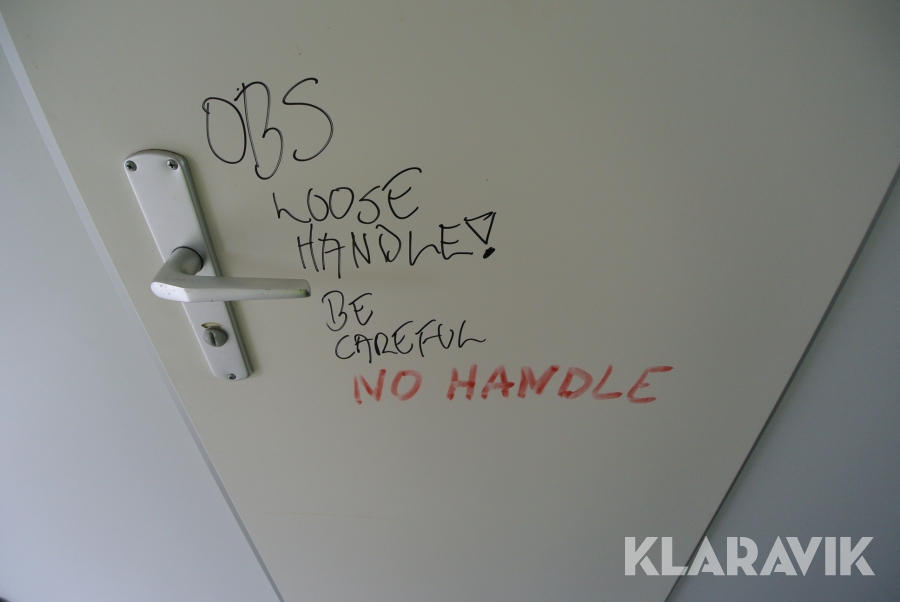 OBS
LOOSE
HANDLE!
BE
CAREFUL
NO HANDLE
KLARAVIK